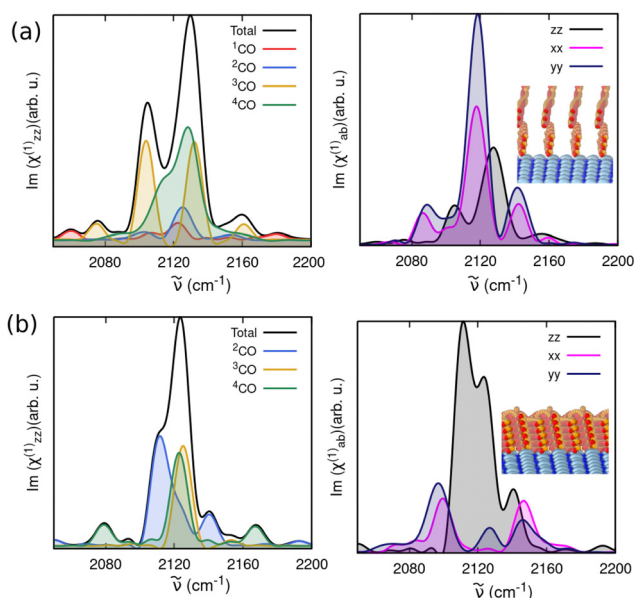 (a)
Im (χ⁽¹⁾zz)(arb. u.)
Total
¹CO
²CO
³CO
⁴CO
2080 2120 2160 2200
ṽ (cm⁻¹)
Im (χ⁽¹⁾ab)(arb. u.)
zz
xx
yy
2080 2120 2160 2200
ṽ (cm⁻¹)
(b)
Im (χ⁽¹⁾zz)(arb. u.)
Total
²CO
³CO
⁴CO
2080 2120 2160 2200
ṽ (cm⁻¹)
Im (χ⁽¹⁾ab)(arb. u.)
zz
xx
yy
2080 2120 2160 2200
ṽ (cm⁻¹)